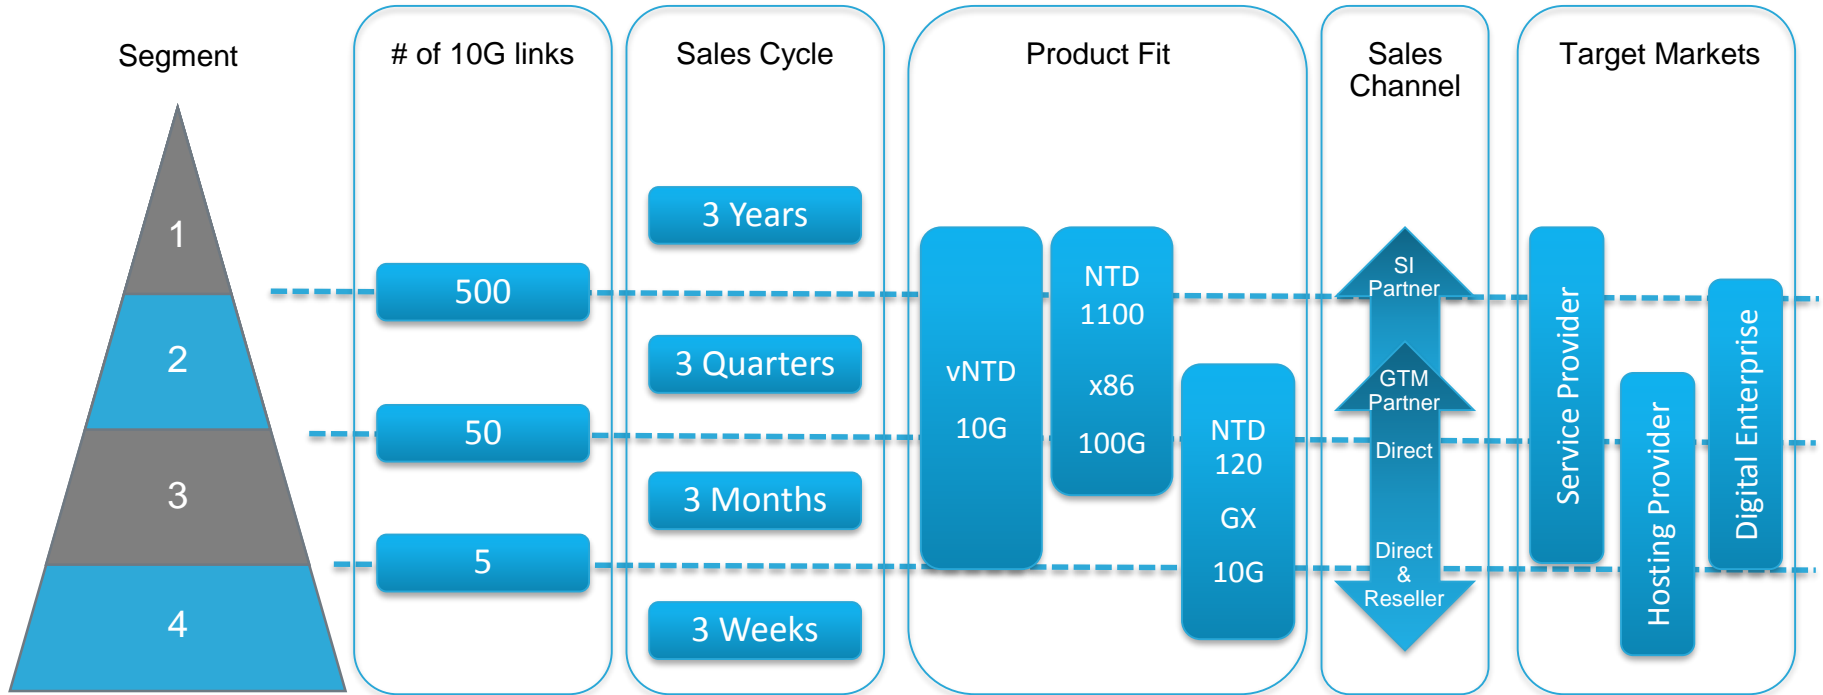 Segment
1
2
3
4
# of 10G links
500
50
5
Sales Cycle
3 Years
3 Quarters
3 Months
3 Weeks
Product Fit
vNTD
10G
NTD
1100
x86
100G
NTD
120
GX
10G
Sales
Channel
SI
Partner
GTM
Partner
Direct
Direct
&
Reseller
Target Markets
Service Provider
Hosting Provider
Digital Enterprise